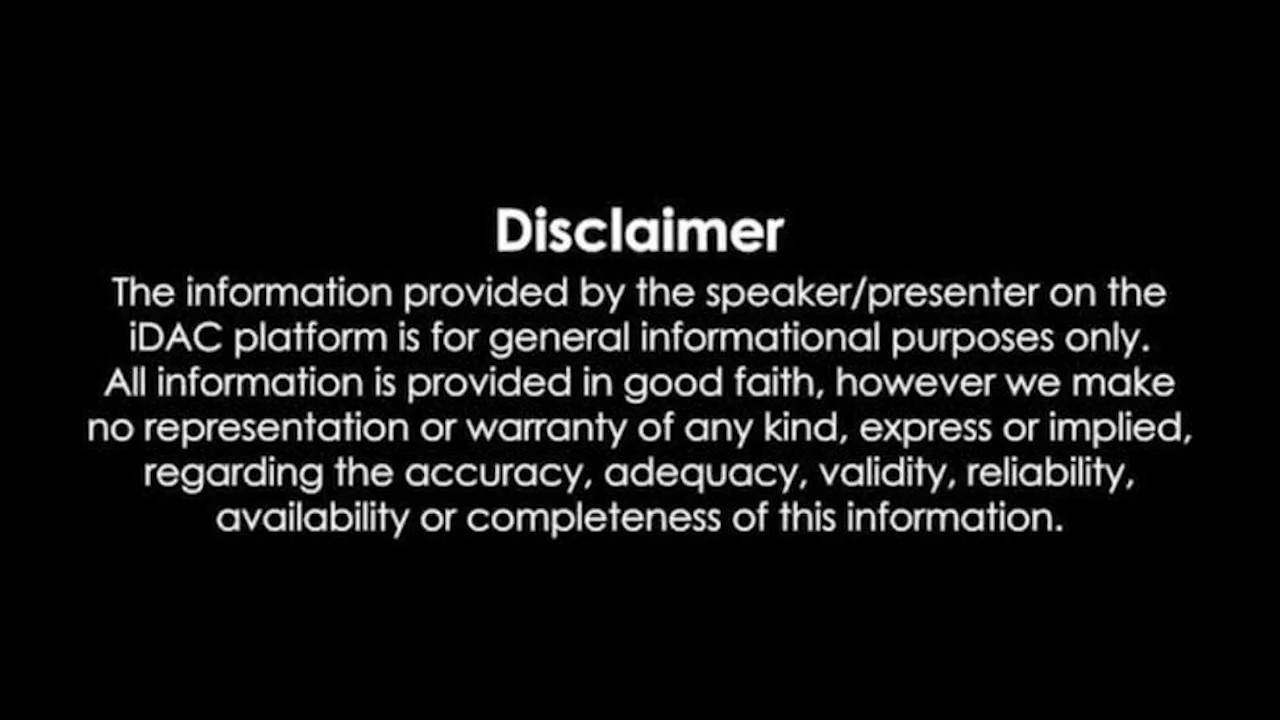 Disclaimer
The information provided by the speaker/presenter on the
iDAC platform is for general informational purposes only.
All information is provided in good faith, however we make
no representation or warranty of any kind, express or implied,
regarding the accuracy, adequacy, validity, reliability,
availability or completeness of this information.